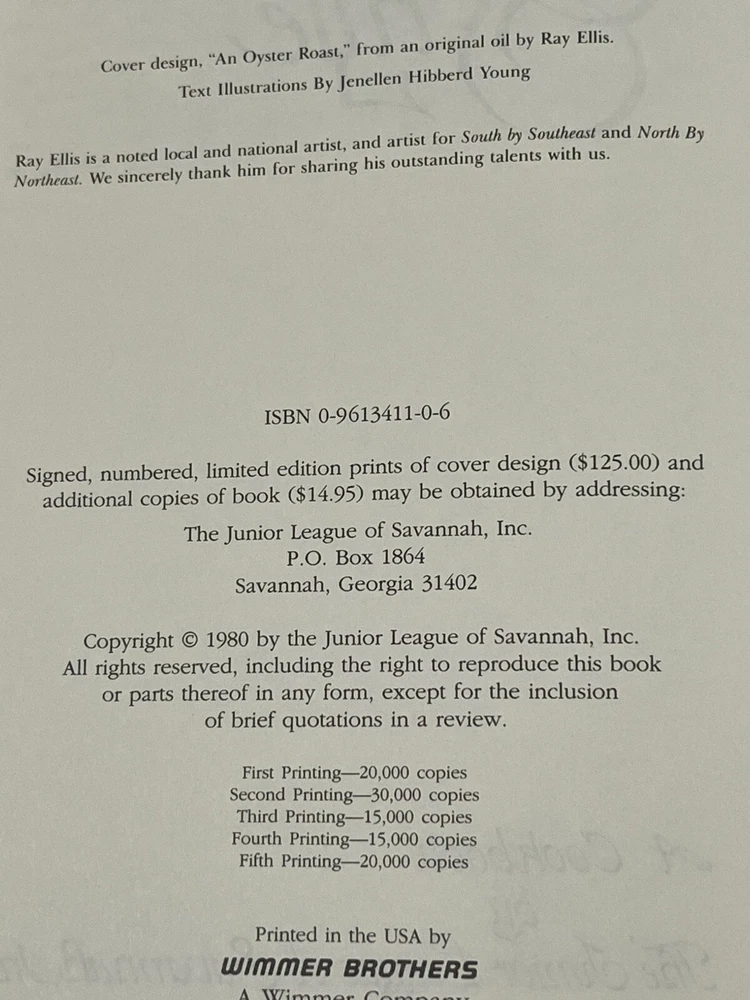 Cover design, “An Oyster Roast,” from an original oil by Ray Ellis.
Text Illustrations By Jenellen Hibberd Young
Ray Ellis is a noted local and national artist, and artist for South by Southeast and North By
Northeast. We sincerely thank him for sharing his outstanding talents with us.
ISBN 0-9613411-0-6
Signed, numbered, limited edition prints of cover design ($125.00) and
additional copies of book ($14.95) may be obtained by addressing:
The Junior League of Savannah, Inc.
P.O. Box 1864
Savannah, Georgia 31402
Copyright © 1980 by the Junior League of Savannah, Inc.
All rights reserved, including the right to reproduce this book
or parts thereof in any form, except for the inclusion
of brief quotations in a review.
First Printing—20,000 copies
Second Printing—30,000 copies
Third Printing—15,000 copies
Fourth Printing—15,000 copies
Fifth Printing—20,000 copies
Printed in the USA by
WIMMER BROTHERS
A Wimmer Company